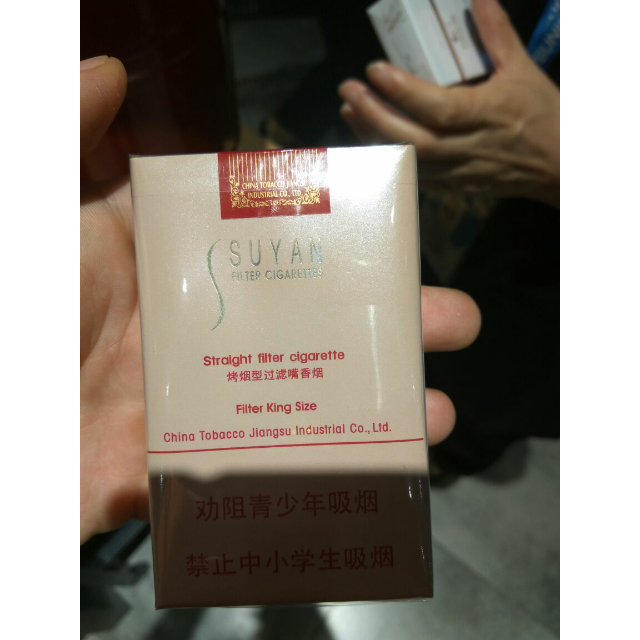 CHINA TOBACCO JIANGSU
INDUSTRIAL CO., LTD
SUYAN
FILTER CIGARETTES
Straight filter cigarette
烤烟型过滤嘴香烟
Filter King Size
China Tobacco Jiangsu Industrial Co., Ltd.
劝阻青少年吸烟
禁止中小学生吸烟